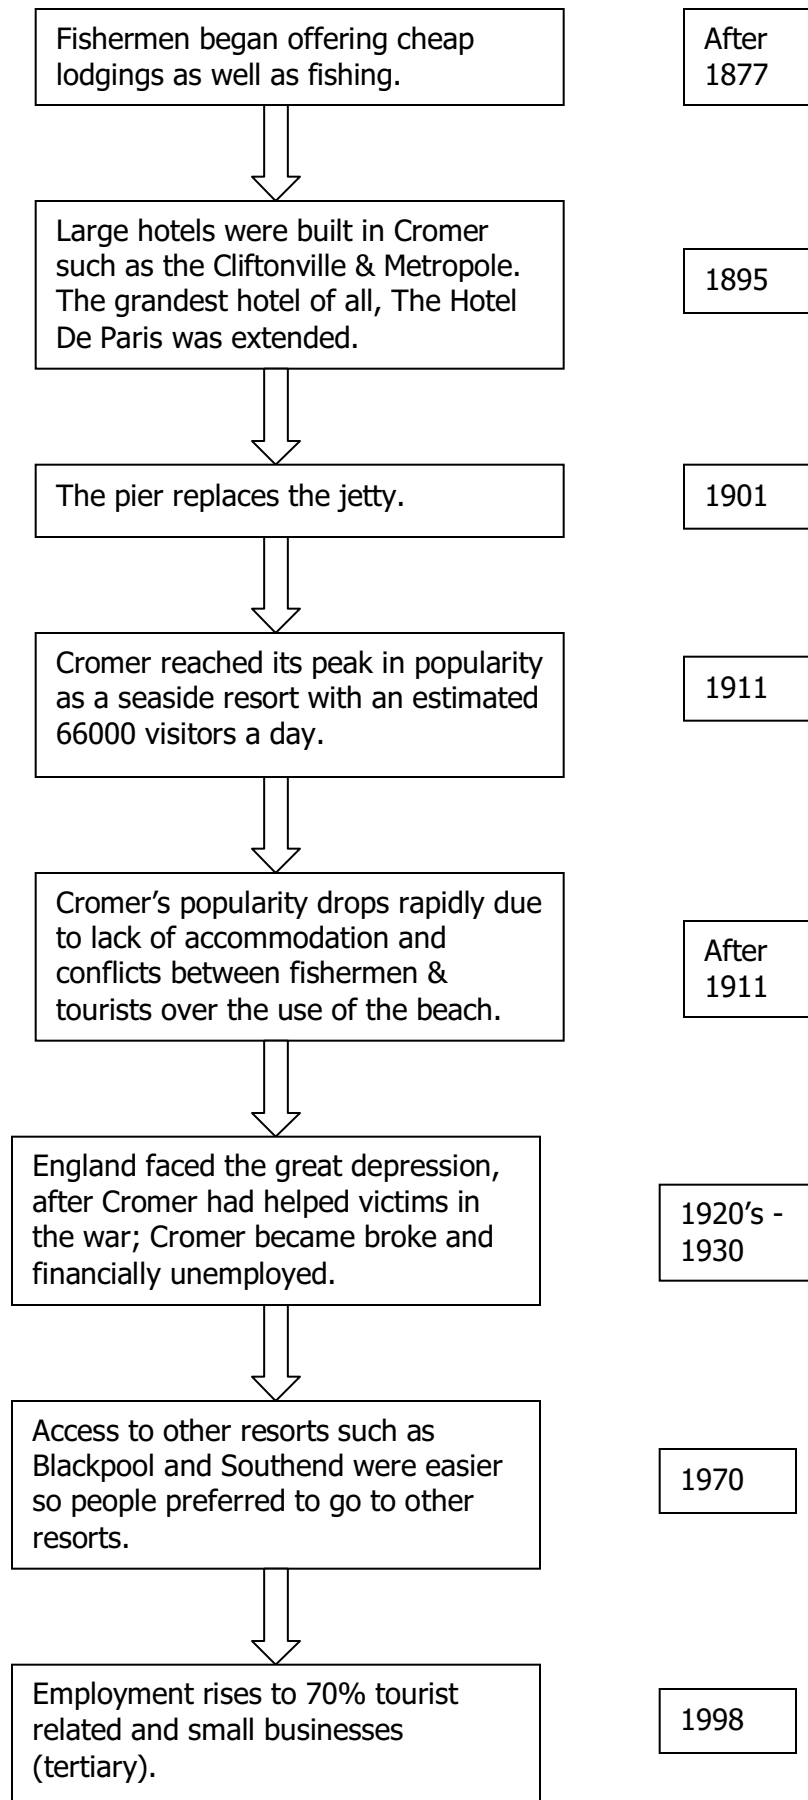 Fishermen began offering cheap
lodgings as well as fishing.
After
1877
Large hotels were built in Cromer
such as the Cliftonville & Metropole.
The grandest hotel of all, The Hotel
De Paris was extended.
1895
The pier replaces the jetty.
1901
Cromer reached its peak in popularity
as a seaside resort with an estimated
66000 visitors a day.
1911
Cromer’s popularity drops rapidly due
to lack of accommodation and
conflicts between fishermen &
tourists over the use of the beach.
After
1911
England faced the great depression,
after Cromer had helped victims in
the war; Cromer became broke and
financially unemployed.
1920’s -
1930
Access to other resorts such as
Blackpool and Southend were easier
so people preferred to go to other
resorts.
1970
Employment rises to 70% tourist
related and small businesses
(tertiary).
1998